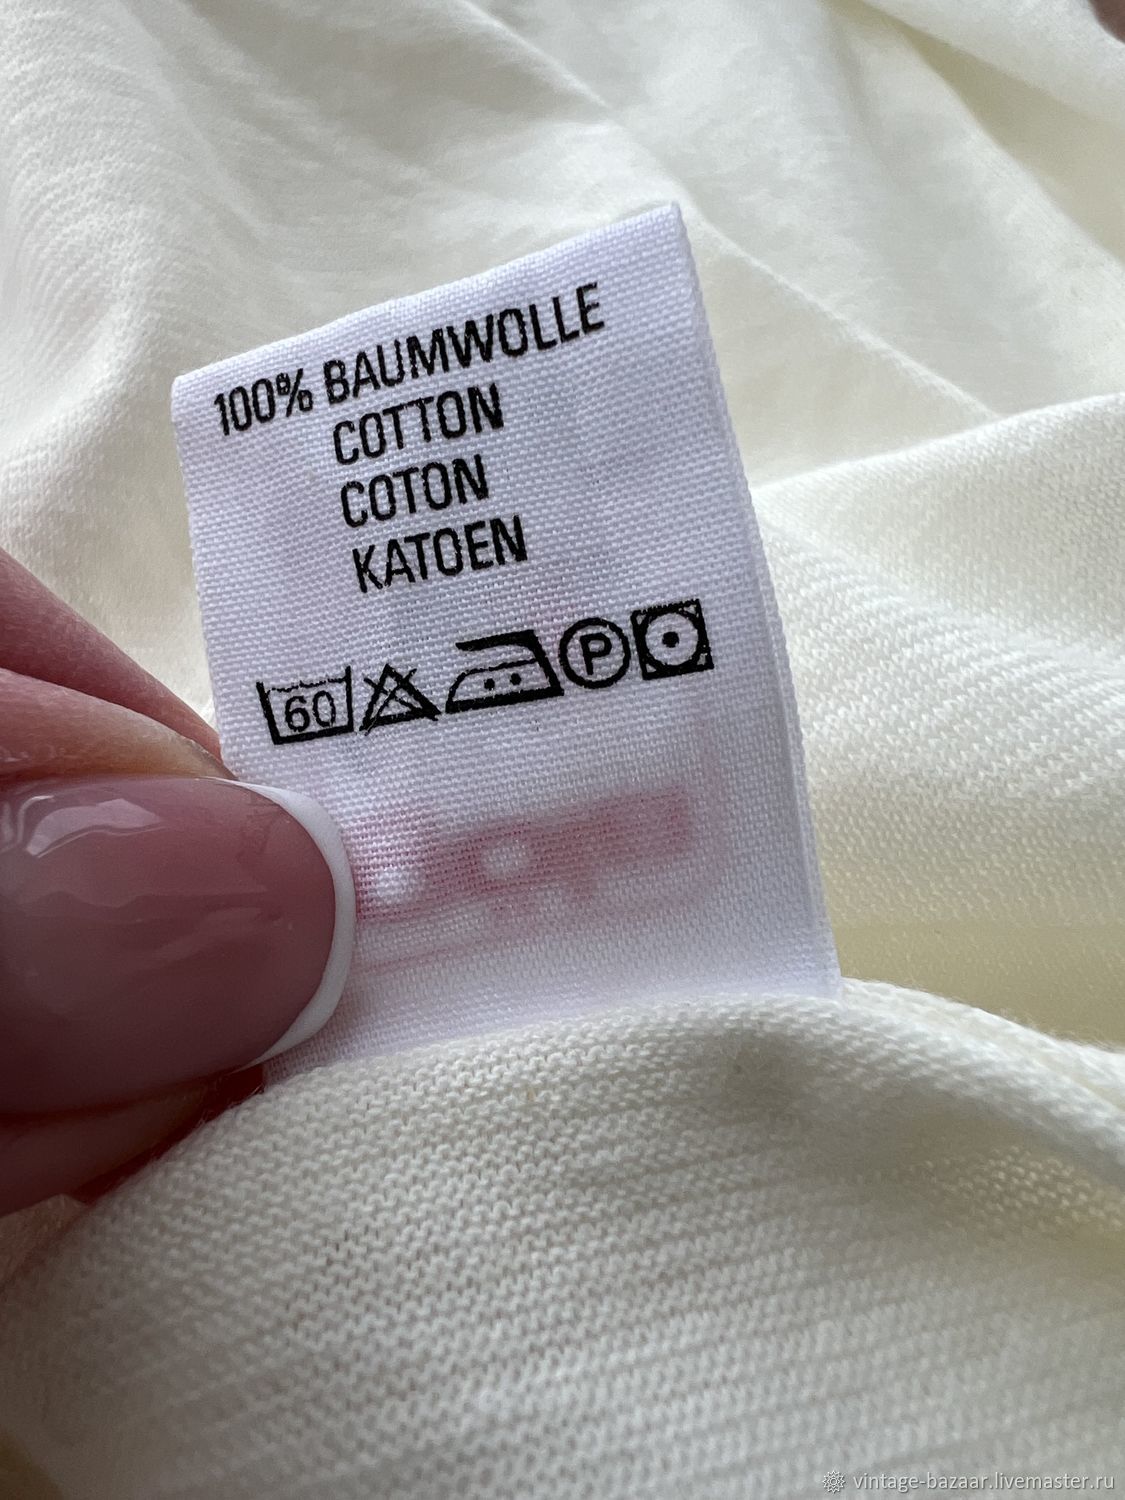 100% BAUMWOLLE
COTTON
COTON
KATOEN
60 P
vintage-bazaar.livemaster.ru